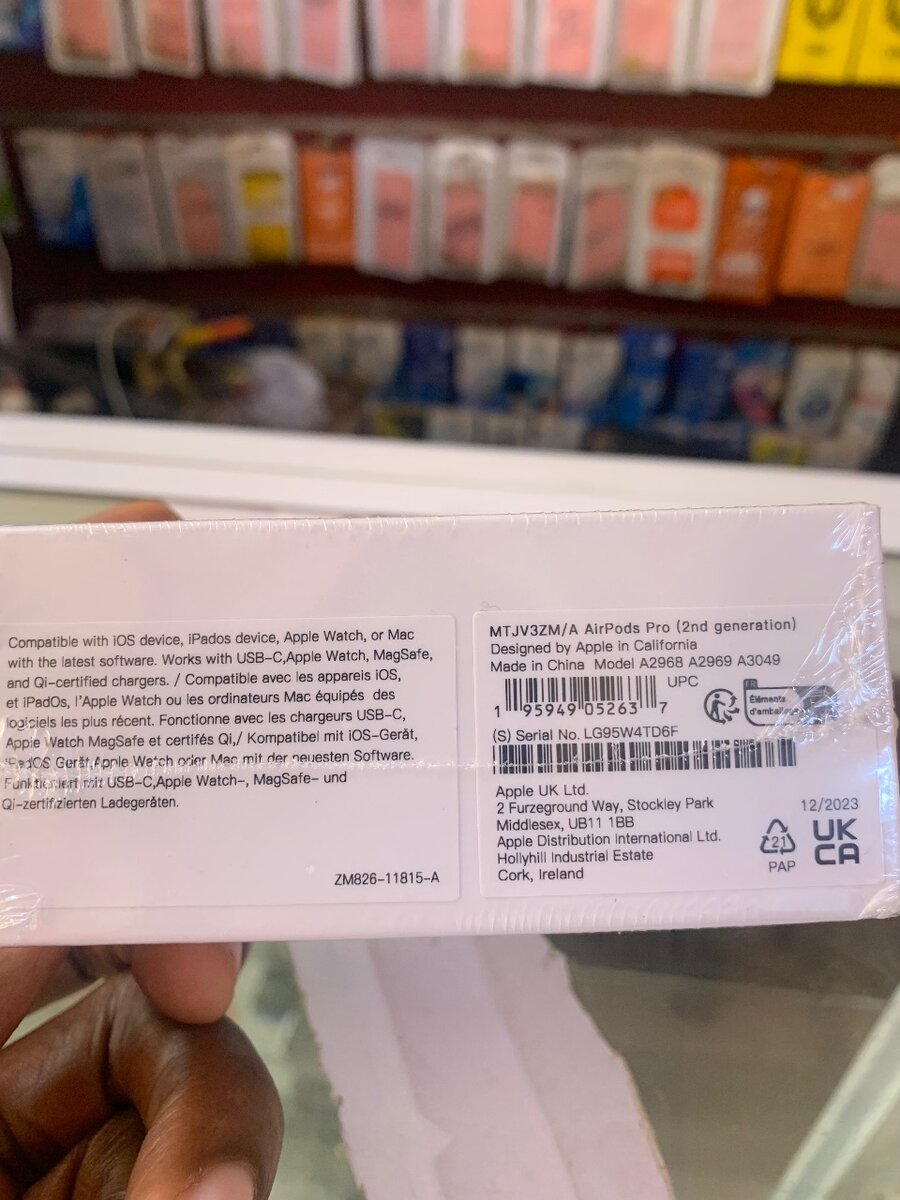 Compatible with iOS device, iPados device, Apple Watch, or Mac
with the latest software. Works with USB-C,Apple Watch, MagSafe,
and Qi-certified chargers. / Compatible avec les appareils iOS,
et iPadOs, l'Apple Watch ou les ordinateurs Mac équipés des
logiciels les plus récent. Fonctionne avec les chargeurs USB-C,
Apple Watch MagSafe et certifés Qi,/ Kompatibel mit iOS-Gerät,
iPadOS Gerät,Apple Watch orier Mac mit der neuesten Software.
Funktioniert mit USB-C,Apple Watch-, MagSafe- und
Qi-zertifizierten Ladegeräten.
ZM826-11815-A
MTJV3ZM/A AirPods Pro (2nd generation)
Designed by Apple in California
Made in China Model A2968 A2969 A3049
UPC
1 95949 05263 7
FR
Éléments
d'emballage
(S) Serial No. LG95W4TD6F
Apple UK Ltd.
2 Furzeground Way, Stockley Park
Middlesex, UB11 1BB
Apple Distribution International Ltd.
Hollyhill Industrial Estate
Cork, Ireland
12/2023
21
PAP
UK
CA